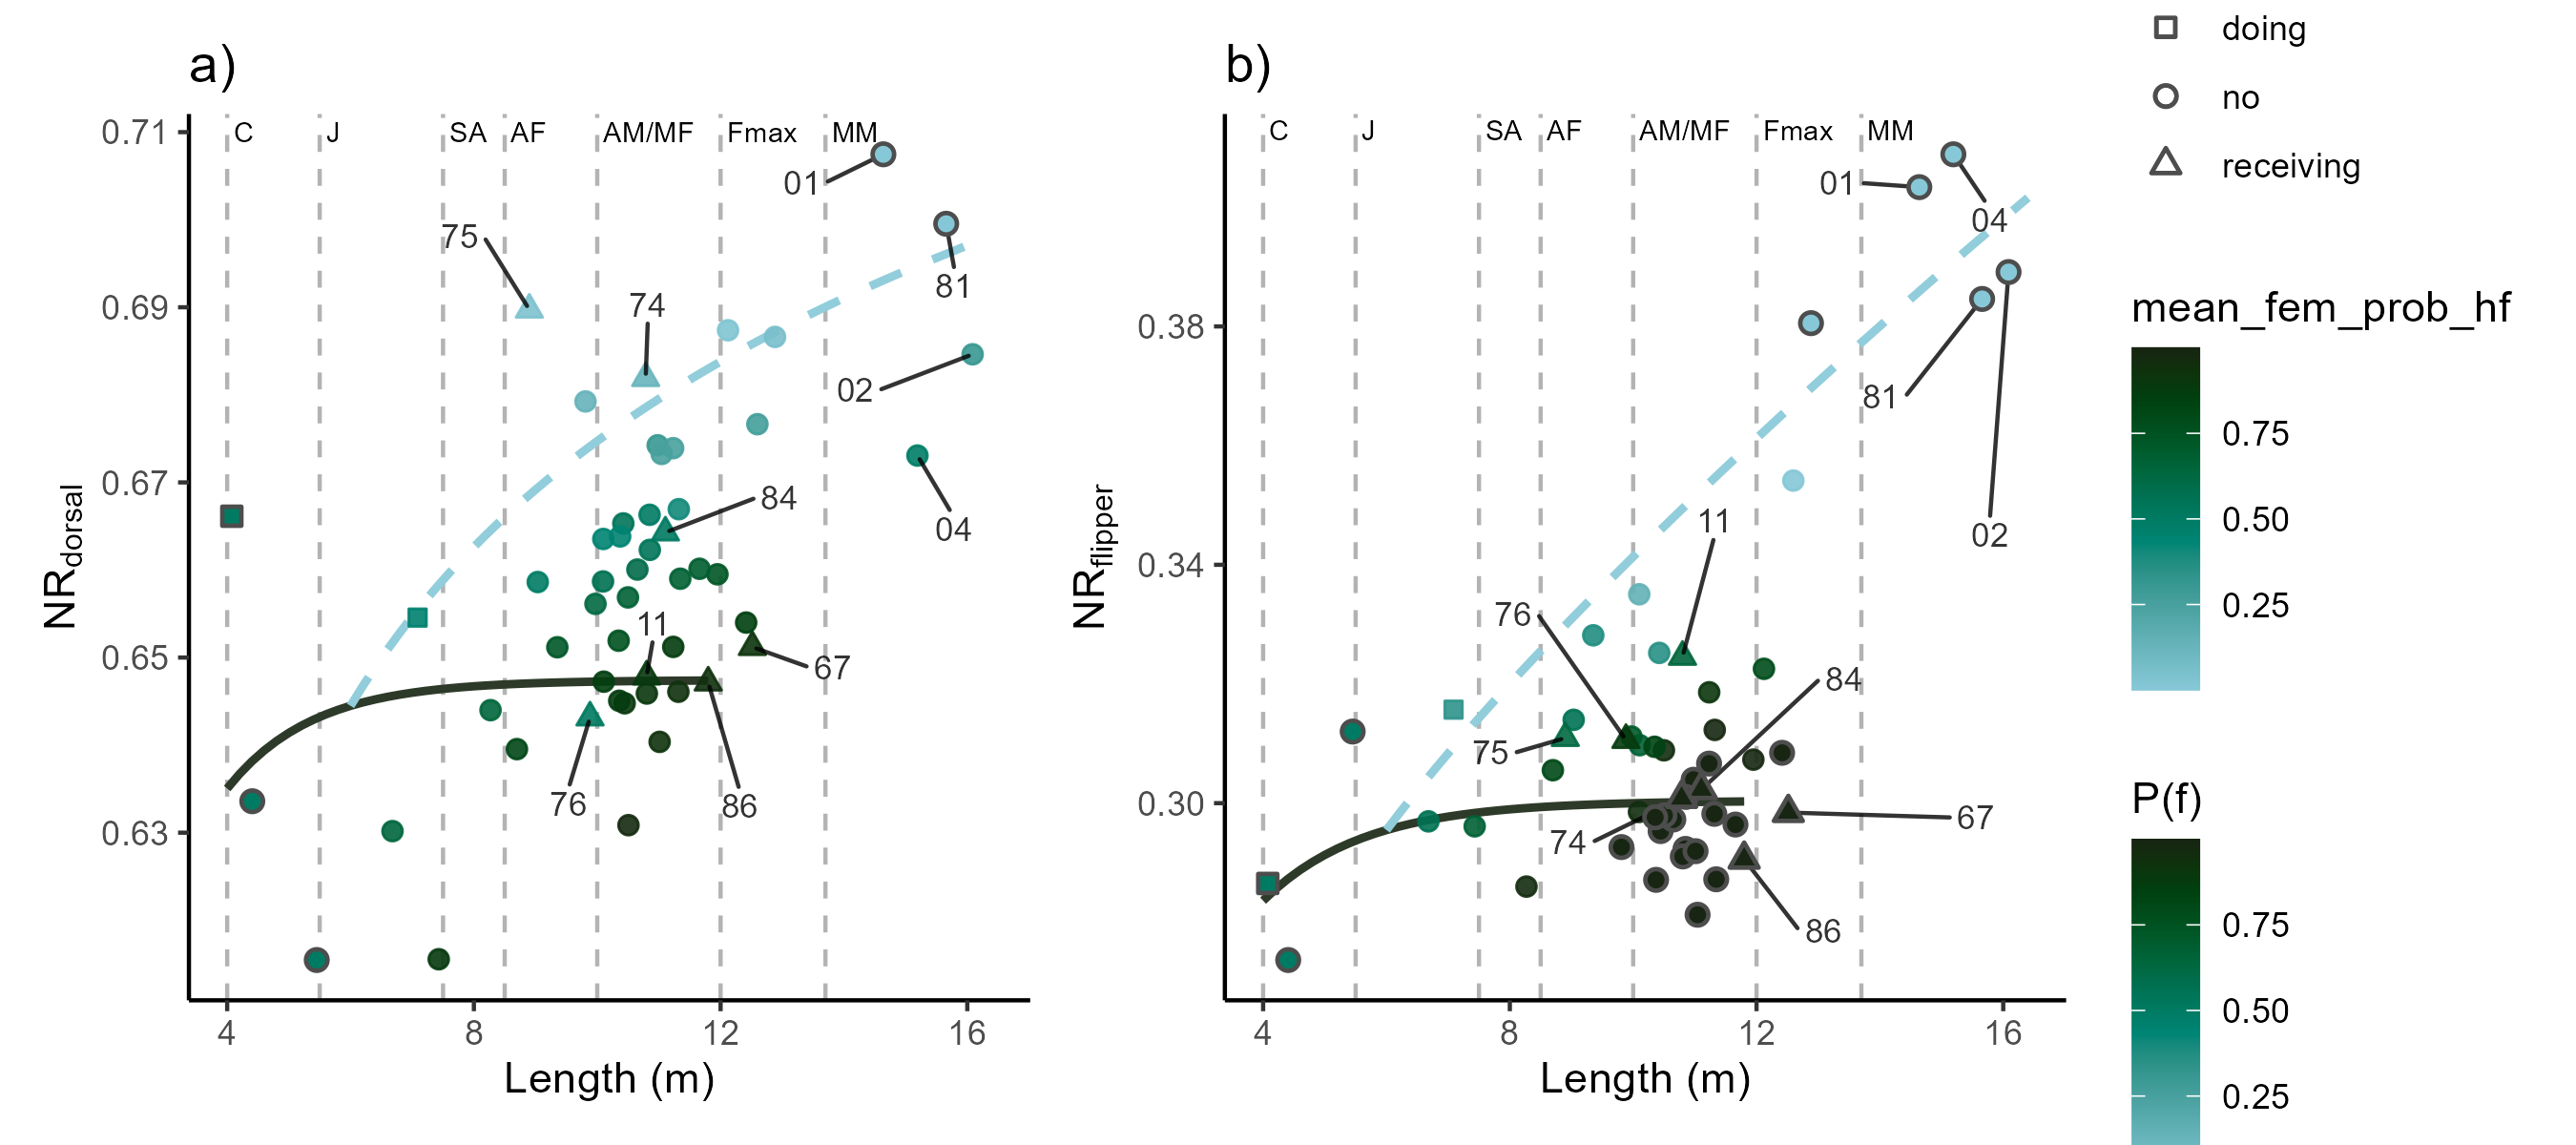 a)
0.71
0.69
0.67
0.65
0.63
NRdorsal
C J SA AF AM/MF Fmax MM
01
75
74
81
02
84
04
11
67
76
86
4 8 12 16
Length (m)
b)
0.38
0.34
0.30
NRflipper
C J SA AF AM/MF Fmax MM
01
04
81
11
02
76
84
75
74
67
86
4 8 12 16
Length (m)
doing
no
receiving
mean_fem_prob_hf
0.75
0.50
0.25
P(f)
0.75
0.50
0.25